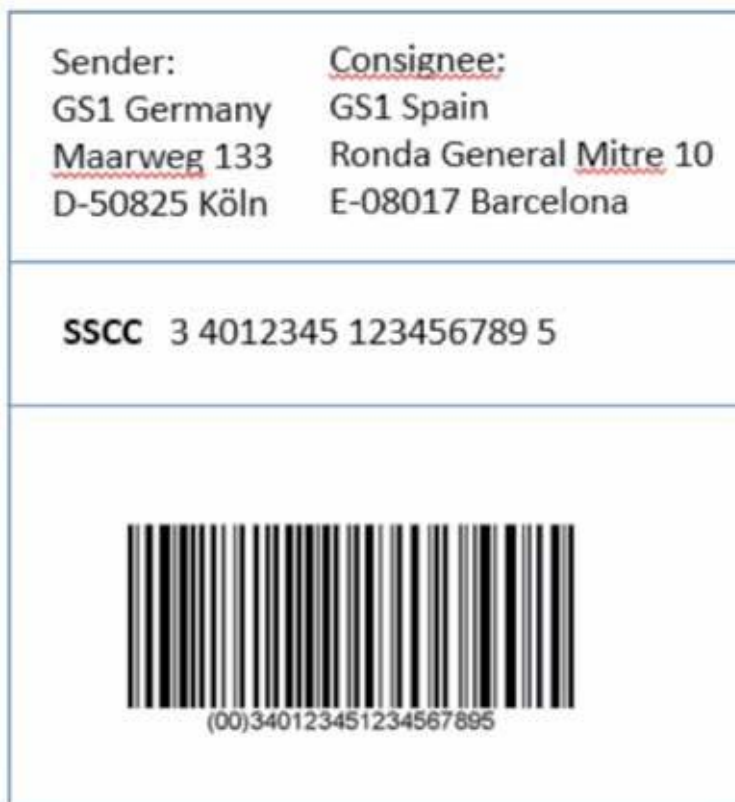 Sender:
GS1 Germany
Maarweg 133
D-50825 Köln
Consignee:
GS1 Spain
Ronda General Mitre 10
E-08017 Barcelona
SSCC 3 4012345 123456789 5
(00)340123451234567895